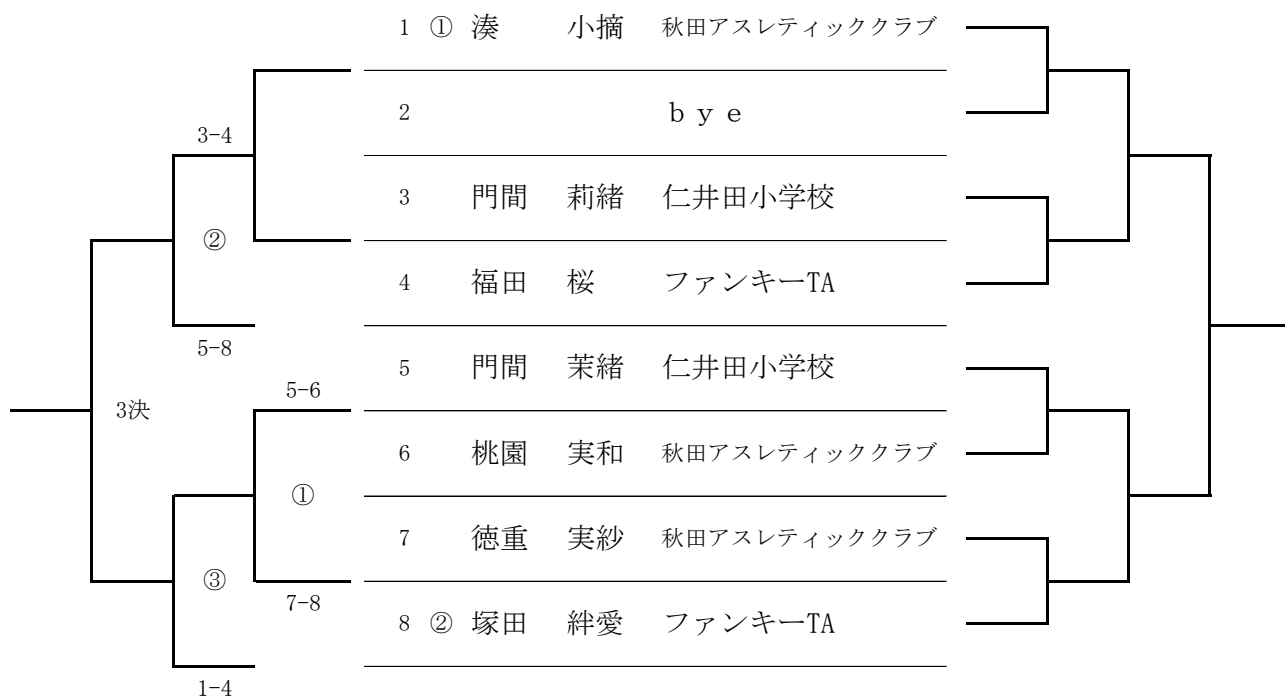 1 ① 湊 小摘 秋田アスレティッククラブ
2 ｂｙｅ
3-4
3 門間 莉緒 仁井田小学校
②
4 福田 桜 ファンキーTA
5-8
5 門間 茉緒 仁井田小学校
5-6
3決
6 桃園 実和 秋田アスレティッククラブ
①
7 徳重 実紗 秋田アスレティッククラブ
③
7-8
8 ② 塚田 絆愛 ファンキーTA
1-4